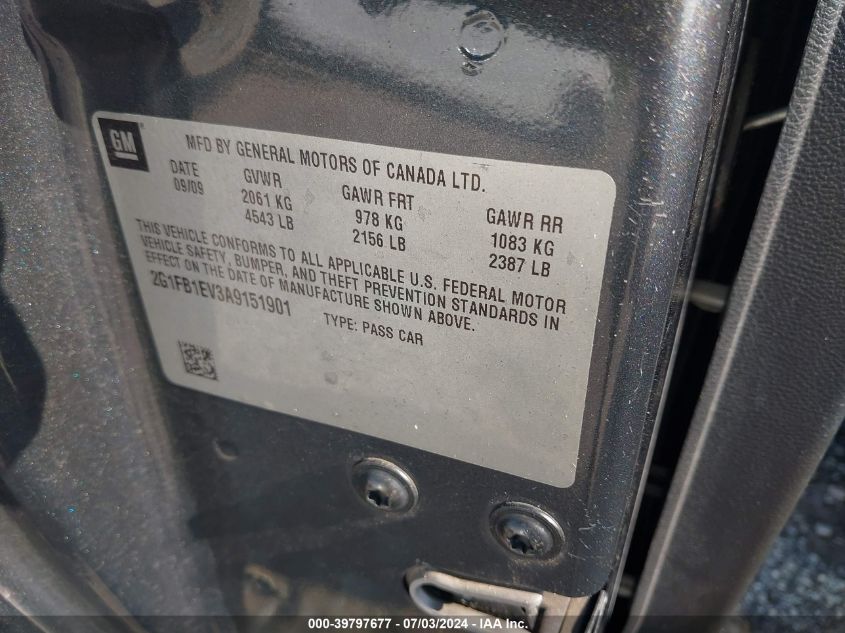 GM
MFD BY GENERAL MOTORS OF CANADA LTD.
DATE GVWR GAWR FRT GAWR RR
09/09 2061 KG 978 KG 1083 KG
4543 LB 2156 LB 2387 LB
THIS VEHICLE CONFORMS TO ALL APPLICABLE U.S. FEDERAL MOTOR
VEHICLE SAFETY, BUMPER, AND THEFT PREVENTION STANDARDS IN
EFFECT ON THE DATE OF MANUFACTURE SHOWN ABOVE.
2G1FB1EV3A9151901 TYPE: PASS CAR
000-39797677 / 07/03/2024 - IAA Inc.